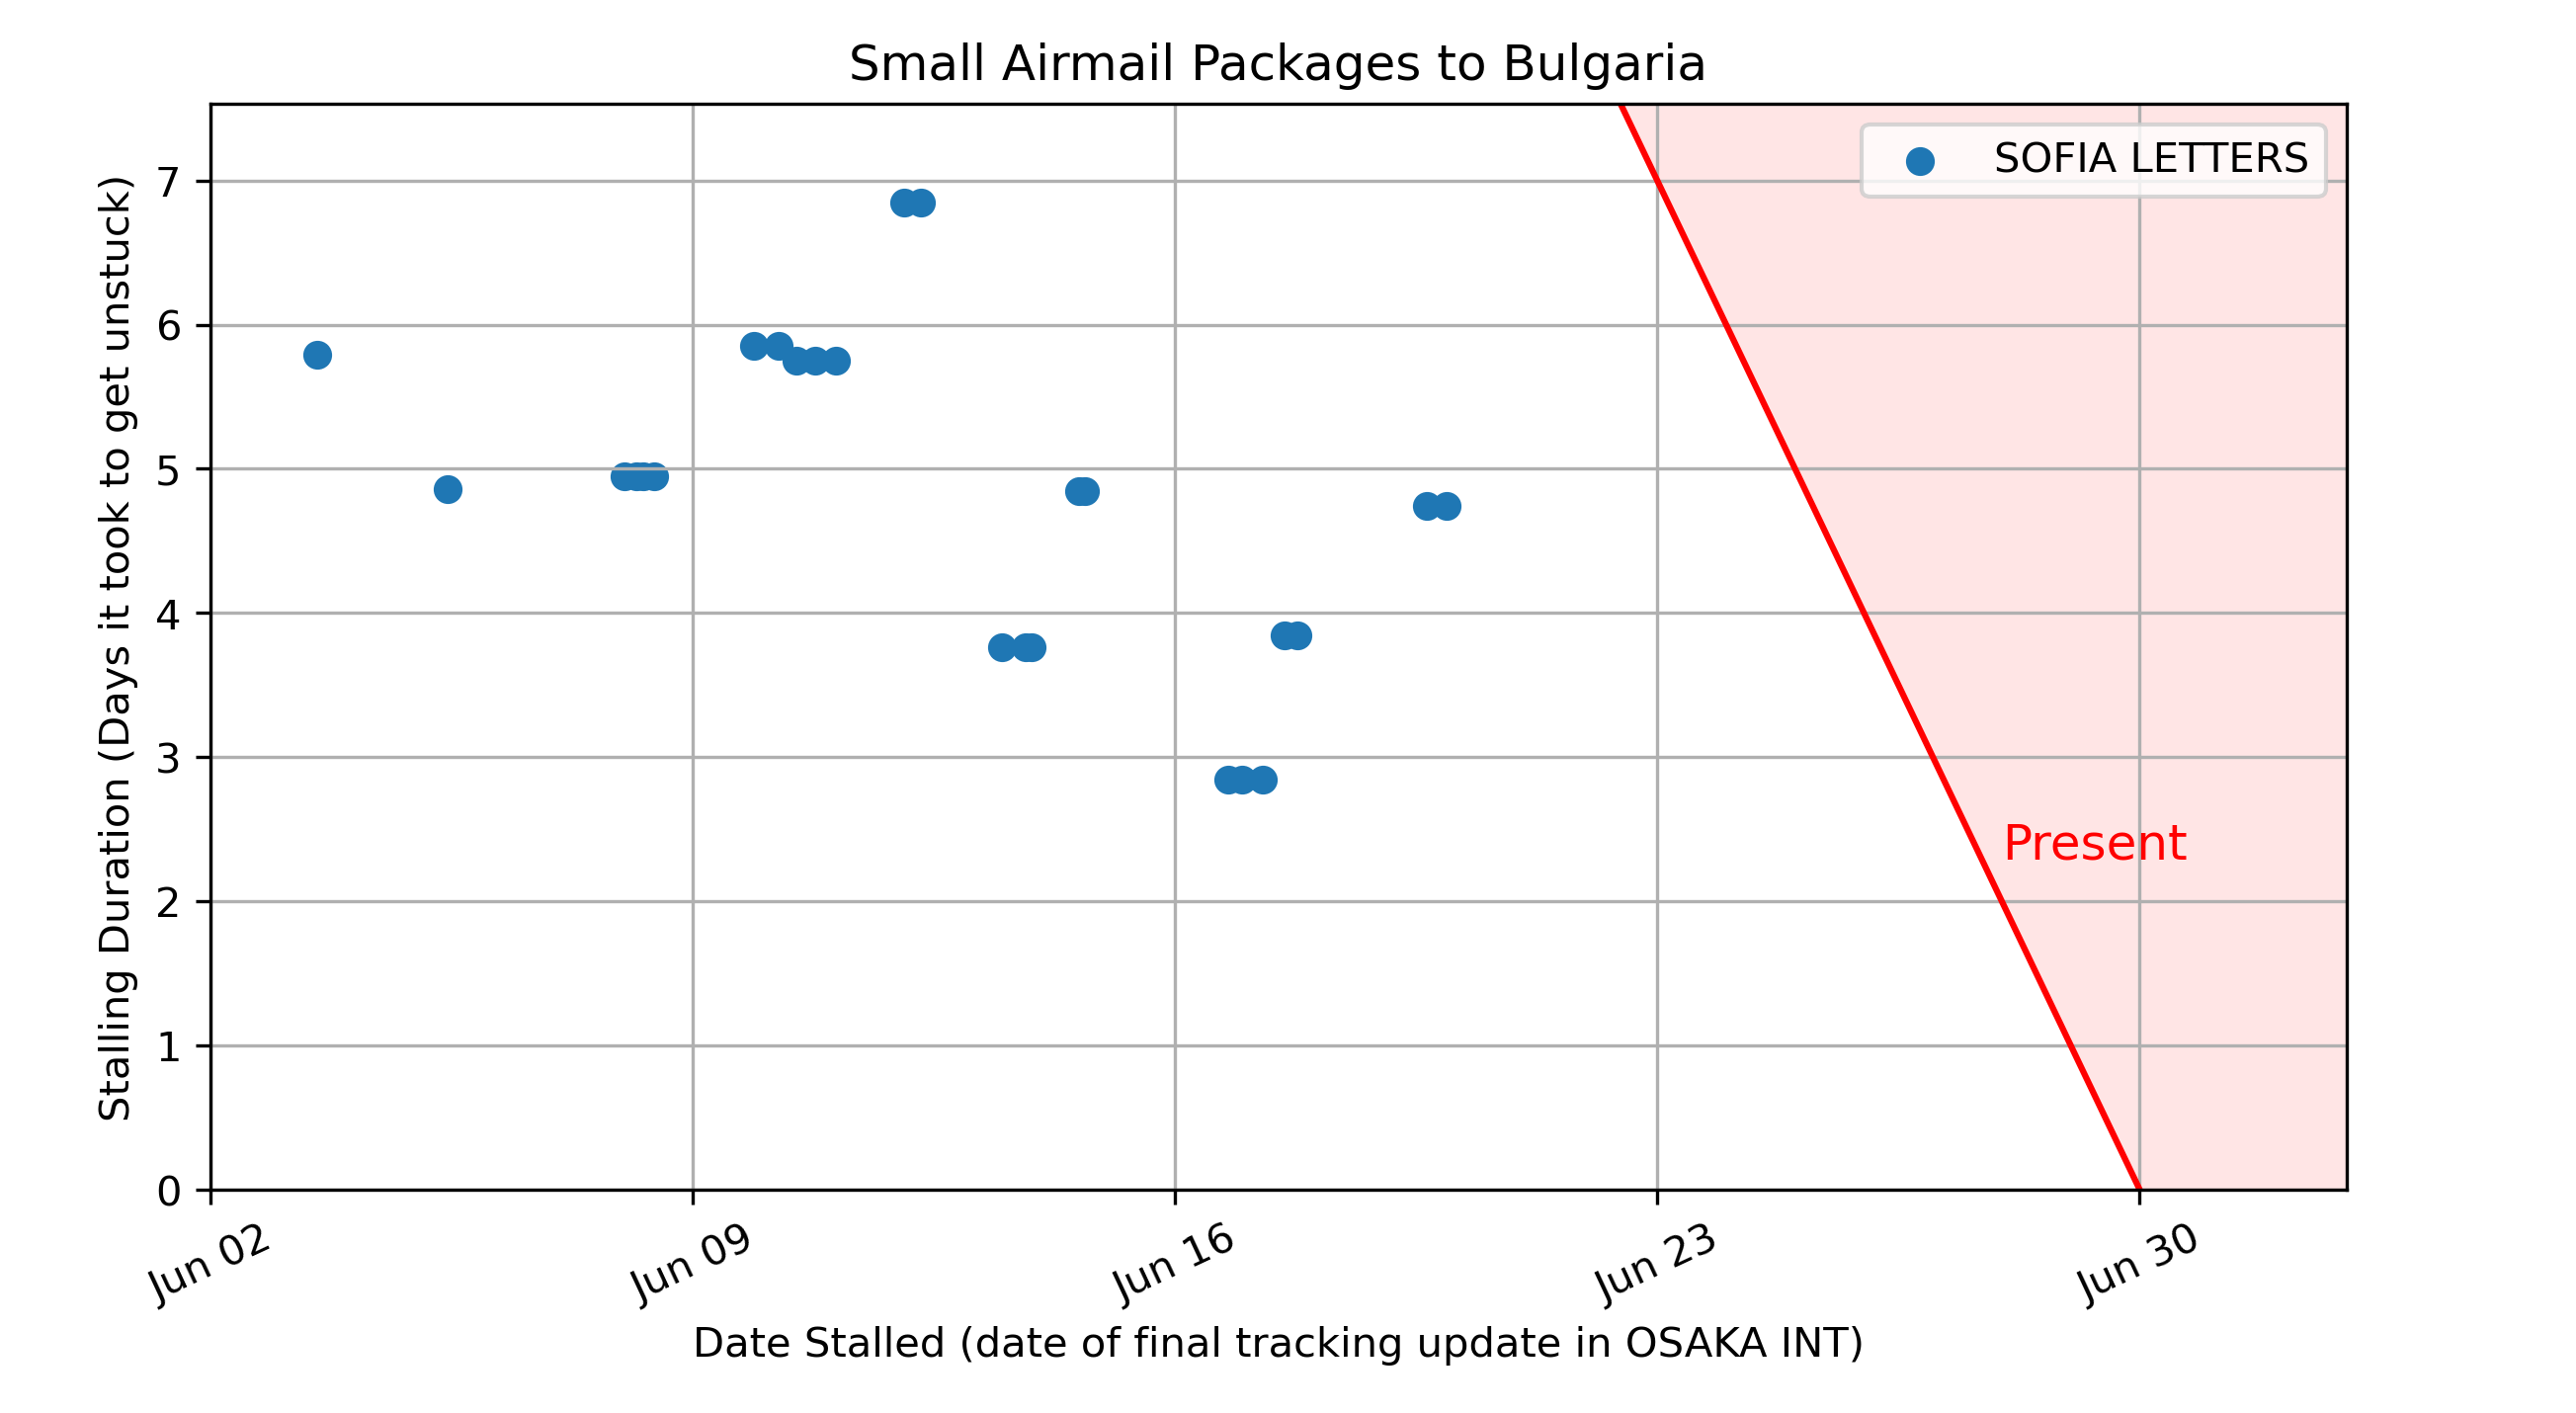 Small Airmail Packages to Bulgaria
SOFIA LETTERS
Stalling Duration (Days it took to get unstuck)
7
6
5
4
3
2
1
0
Present
Jun 02
Jun 09
Jun 16
Jun 23
Jun 30
Date Stalled (date of final tracking update in OSAKA INT)